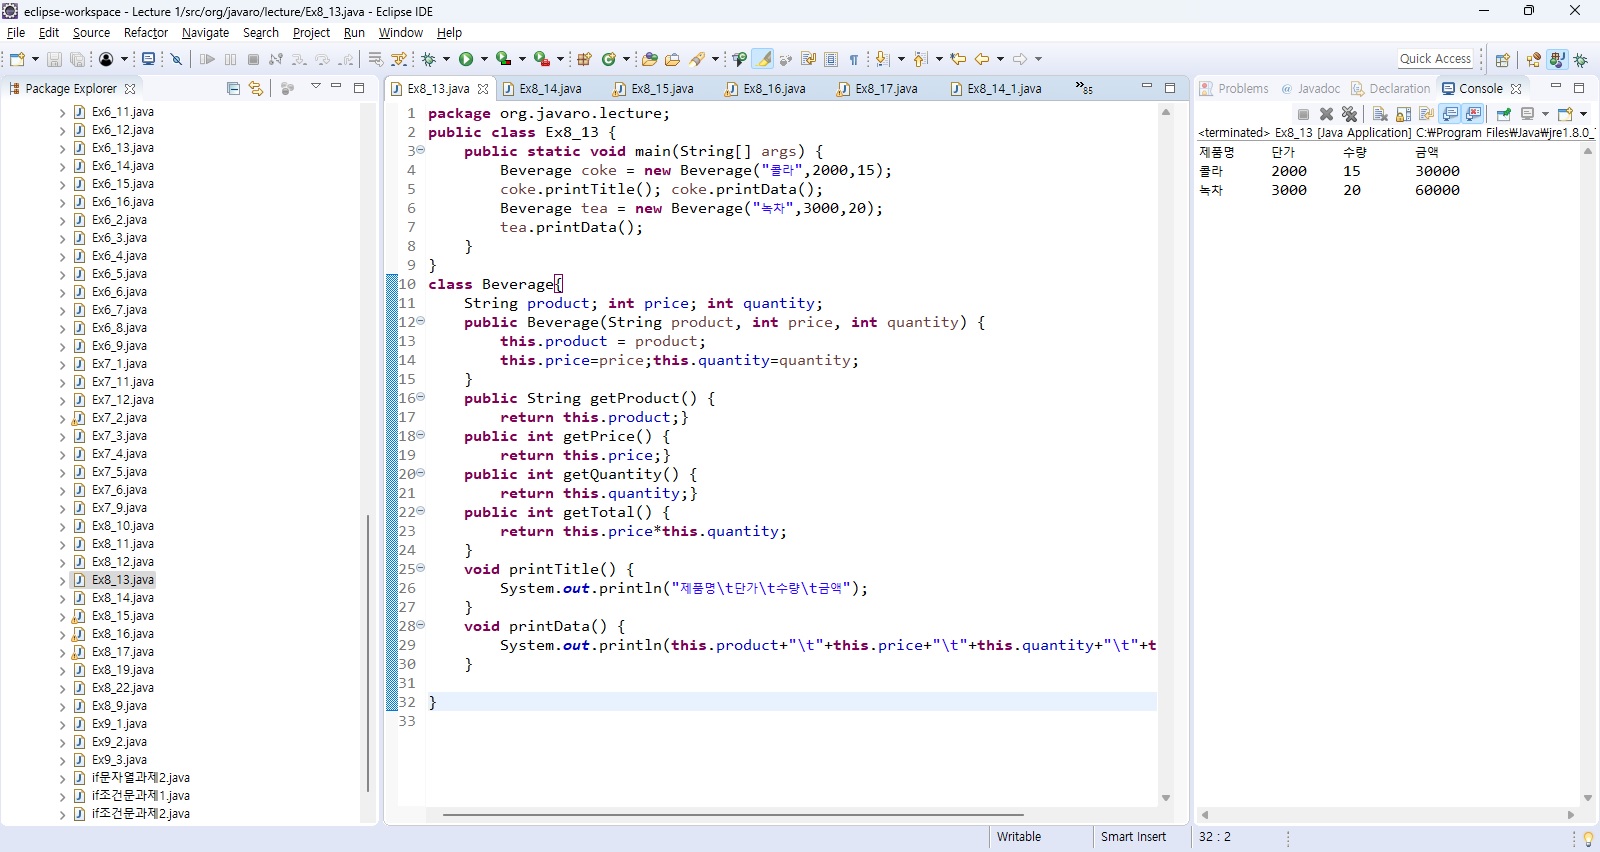 eclipse-workspace - Lecture 1/src/org/javaro/lecture/Ex8_13.java - Eclipse IDE
File Edit Source Refactor Navigate Search Project Run Window Help
Quick Access
Package Explorer
Ex6_11.java
Ex6_12.java
Ex6_13.java
Ex6_14.java
Ex6_15.java
Ex6_16.java
Ex6_2.java
Ex6_3.java
Ex6_4.java
Ex6_5.java
Ex6_6.java
Ex6_7.java
Ex6_8.java
Ex6_9.java
Ex7_1.java
Ex7_11.java
Ex7_12.java
Ex7_2.java
Ex7_3.java
Ex7_4.java
Ex7_5.java
Ex7_6.java
Ex7_9.java
Ex8_10.java
Ex8_11.java
Ex8_12.java
Ex8_13.java
Ex8_14.java
Ex8_15.java
Ex8_16.java
Ex8_17.java
Ex8_19.java
Ex8_22.java
Ex8_9.java
Ex9_1.java
Ex9_2.java
Ex9_3.java
if문자열과제2.java
if조건문과제1.java
if조건문과제2.java
Ex8_13.java Ex8_14.java Ex8_15.java Ex8_16.java Ex8_17.java Ex8_14_1.java »85
1 package org.javaro.lecture;
2 public class Ex8_13 {
3 public static void main(String[] args) {
4 Beverage coke = new Beverage("콜라",2000,15);
5 coke.printTitle(); coke.printData();
6 Beverage tea = new Beverage("녹차",3000,20);
7 tea.printData();
8 }
9 }
10 class Beverage{
11 String product; int price; int quantity;
12 public Beverage(String product, int price, int quantity) {
13 this.product = product;
14 this.price=price;this.quantity=quantity;
15 }
16 public String getProduct() {
17 return this.product;}
18 public int getPrice() {
19 return this.price;}
20 public int getQuantity() {
21 return this.quantity;}
22 public int getTotal() {
23 return this.price*this.quantity;
24 }
25 void printTitle() {
26 System.out.println("제품명\t단가\t수량\t금액");
27 }
28 void printData() {
29 System.out.println(this.product+"\t"+this.price+"\t"+this.quantity+"\t"+t
30 }
31
32 }
33
Problems Javadoc Declaration Console
<terminated> Ex8_13 [Java Application] C:₩Program Files₩Java₩jre1.8.0_
제품명 단가 수량 금액
콜라 2000 15 30000
녹차 3000 20 60000
Writable Smart Insert 32 : 2